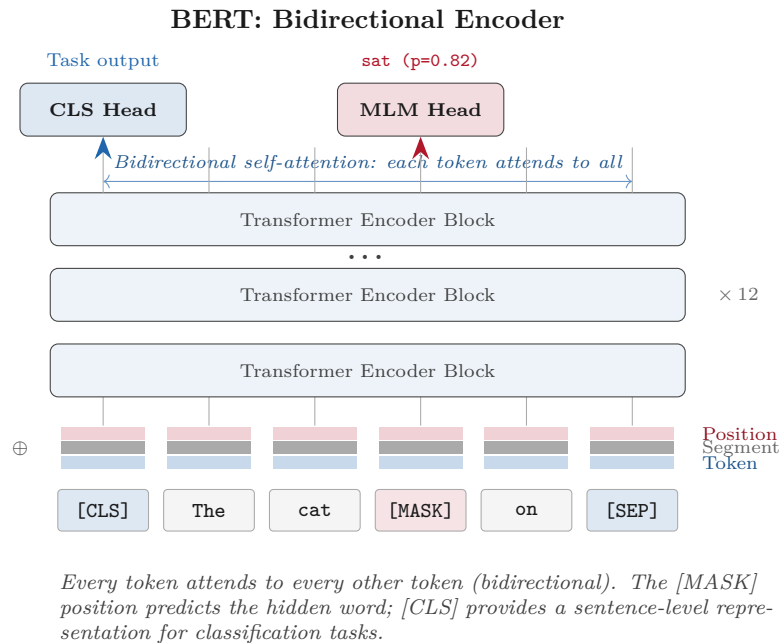 BERT: Bidirectional Encoder
Task output
sat (p=0.82)
CLS Head
MLM Head
Bidirectional self-attention: each token attends to all
Transformer Encoder Block
...
Transformer Encoder Block
× 12
Transformer Encoder Block
Position
⊕
Segment
Token
[CLS]
The
cat
[MASK]
on
[SEP]
Every token attends to every other token (bidirectional). The [MASK]
position predicts the hidden word; [CLS] provides a sentence-level repre-
sentation for classification tasks.